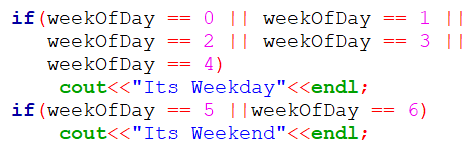 if(weekOfDay == 0 || weekOfDay == 1 ||
weekOfDay == 2 || weekOfDay == 3 ||
weekOfDay == 4)
cout<<"Its Weekday"<<endl;
if(weekOfDay == 5 ||weekOfDay == 6)
cout<<"Its Weekend"<<endl;